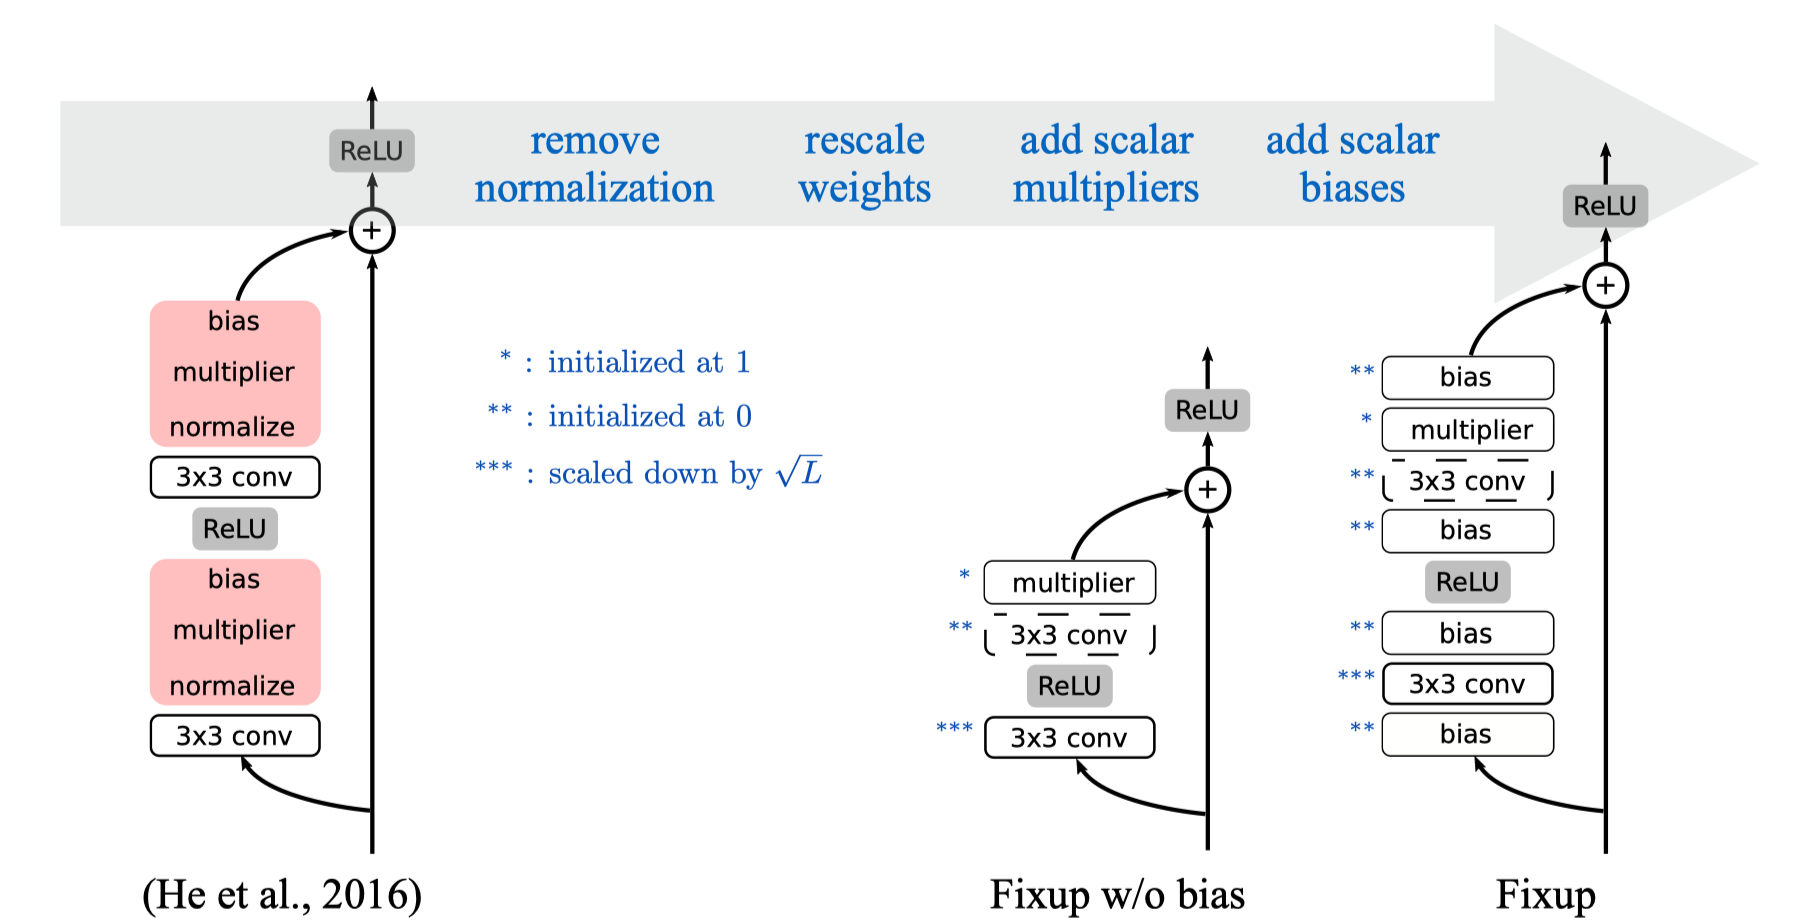 remove
normalization
rescale
weights
add scalar
multipliers
add scalar
biases
ReLU
+
bias
multiplier
normalize
3x3 conv
ReLU
bias
multiplier
normalize
3x3 conv
(He et al., 2016)
* : initialized at 1
** : initialized at 0
*** : scaled down by √L
ReLU
+
* multiplier
** 3x3 conv
ReLU
*** 3x3 conv
Fixup w/o bias
ReLU
+
** bias
* multiplier
** 3x3 conv
** bias
ReLU
** bias
*** 3x3 conv
** bias
Fixup